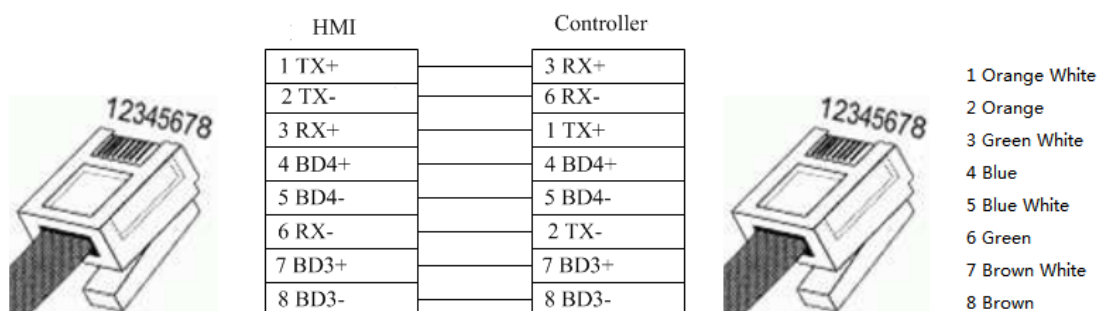 HMI
Controller
1 TX+ 3 RX+
2 TX- 6 RX-
3 RX+ 1 TX+
4 BD4+ 4 BD4+
5 BD4- 5 BD4-
6 RX- 2 TX-
7 BD3+ 7 BD3+
8 BD3- 8 BD3-
12345678
12345678
1 Orange White
2 Orange
3 Green White
4 Blue
5 Blue White
6 Green
7 Brown White
8 Brown